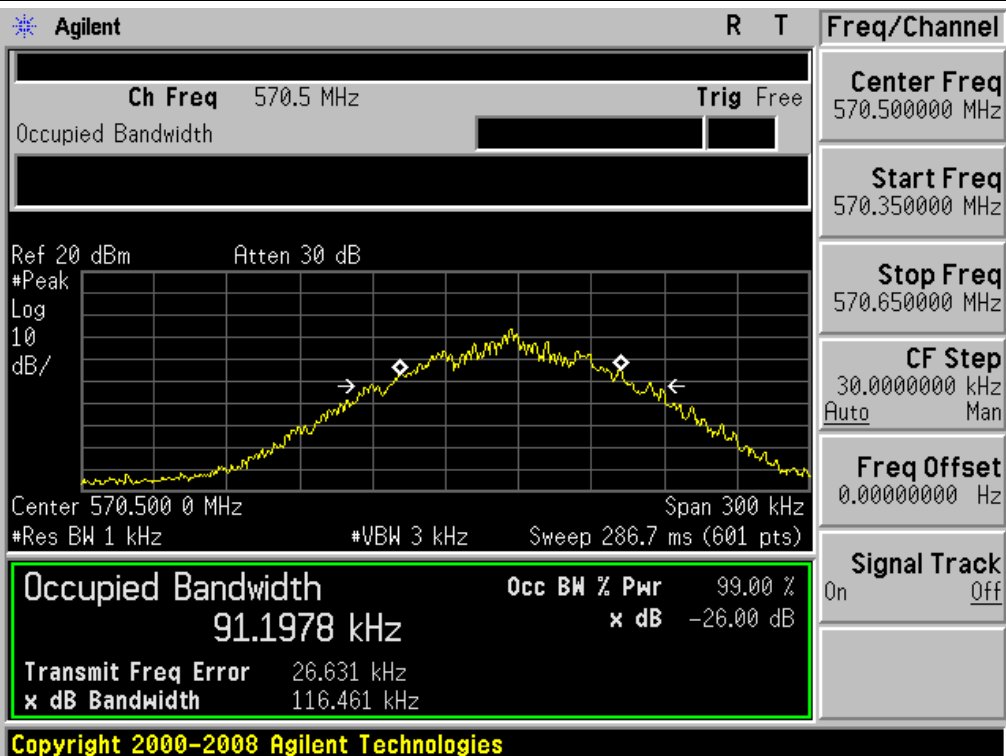 Agilent R T
Freq/Channel
Ch Freq 570.5 MHz Trig Free
Occupied Bandwidth
Center Freq
570.500000 MHz
Start Freq
570.350000 MHz
Stop Freq
570.650000 MHz
CF Step
30.0000000 kHz
Auto Man
Freq Offset
0.00000000 Hz
Signal Track
On Off
Ref 20 dBm Atten 30 dB
#Peak
Log
10
dB/
Center 570.500 0 MHz Span 300 kHz
#Res BW 1 kHz #VBW 3 kHz Sweep 286.7 ms (601 pts)
Occupied Bandwidth
91.1978 kHz
Occ BW % Pwr 99.00 %
x dB -26.00 dB
Transmit Freq Error 26.631 kHz
x dB Bandwidth 116.461 kHz
Copyright 2000-2008 Agilent Technologies